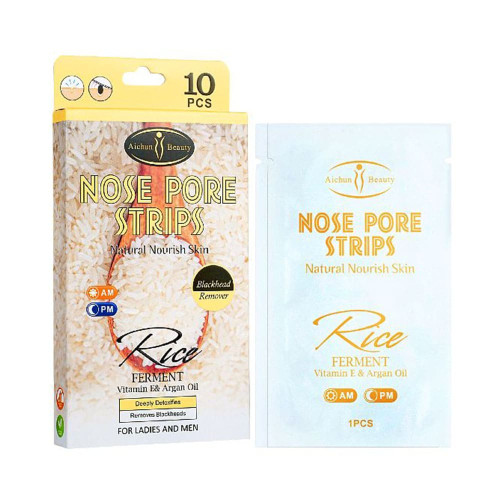 10
PCS
Aichun Beauty
NOSE PORE
STRIPS
Natural Nourish Skin
Blackhead
Remover
AM
PM
Rice
FERMENT
Vitamin E & Argan Oil
Deeply Detoxifies
Removes Blackheads
FOR LADIES AND MEN
Aichun Beauty
NOSE PORE
STRIPS
Natural Nourish Skin
Rice
FERMENT
Vitamin E & Argan Oil
AM PM
1PCS